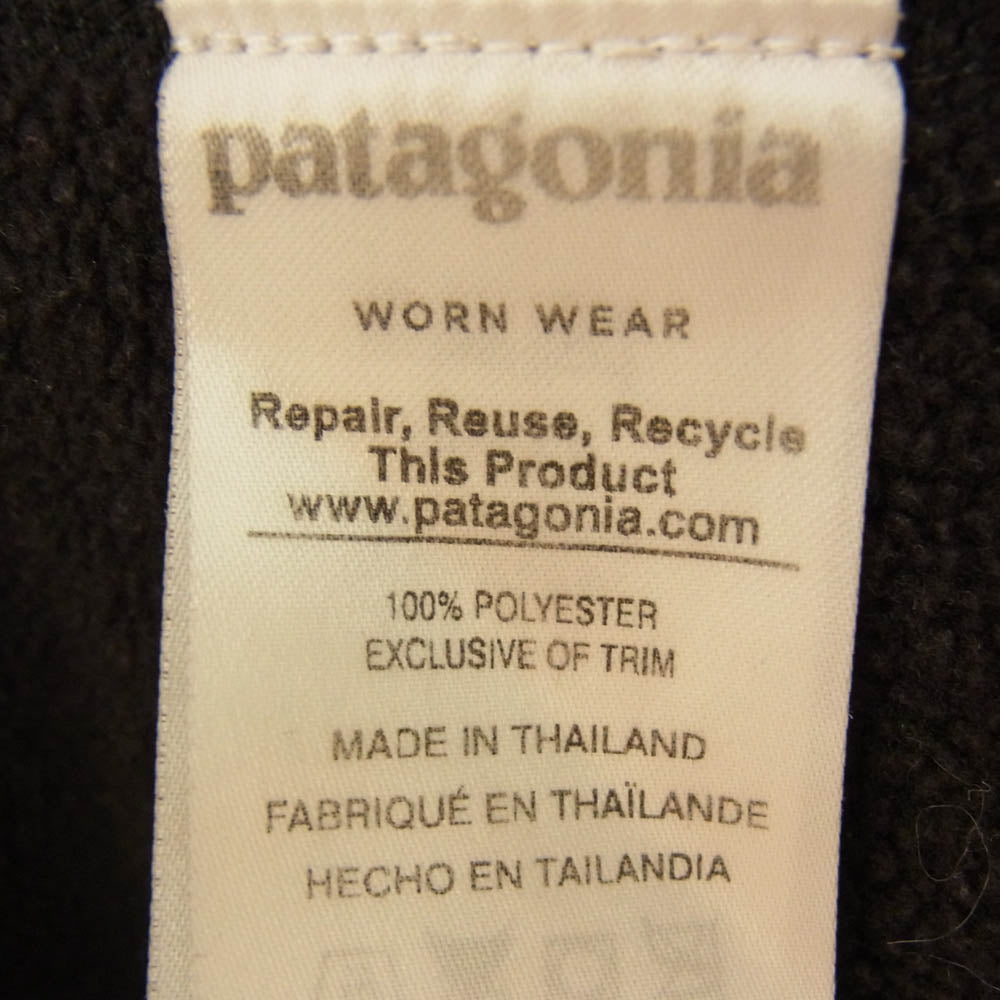 patagonia
WORN WEAR
Repair, Reuse, Recycle
This Product
www.patagonia.com
100% POLYESTER
EXCLUSIVE OF TRIM
MADE IN THAILAND
FABRIQUÉ EN THAÏLANDE
HECHO EN TAILANDIA